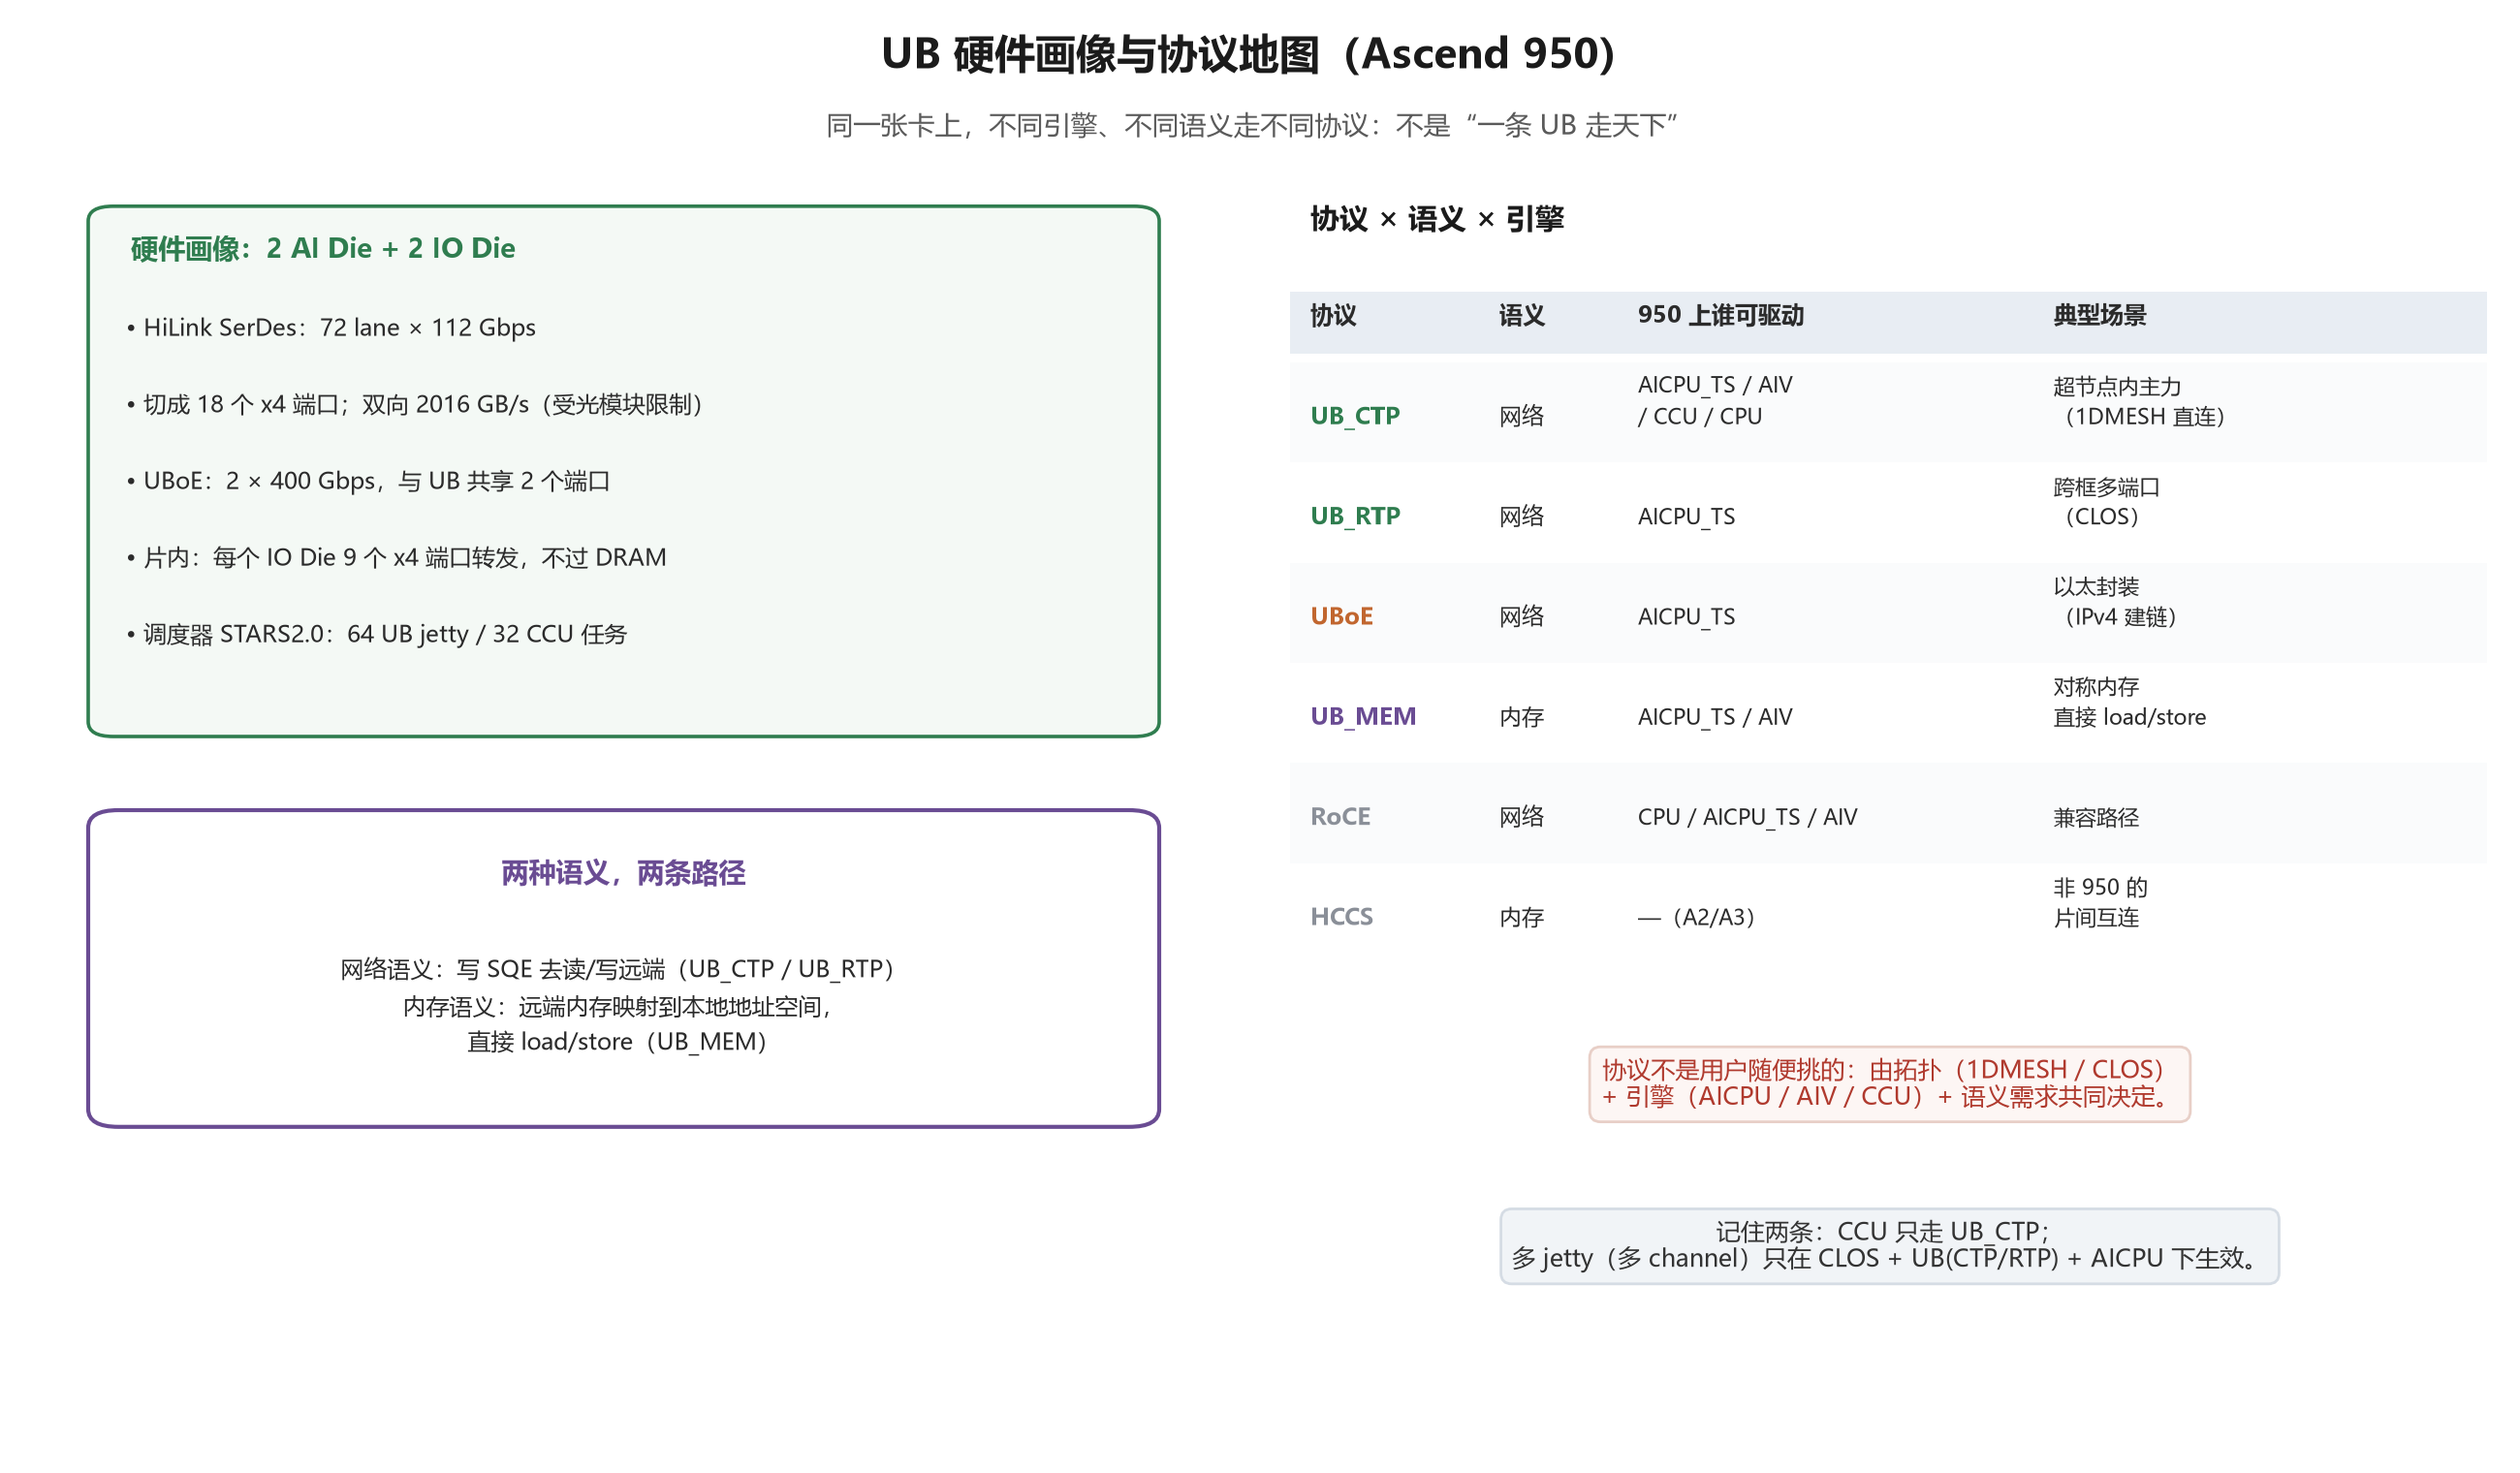 UB 硬件画像与协议地图（Ascend 950）
同一张卡上，不同引擎、不同语义走不同协议：不是“一条 UB 走天下”
硬件画像：2 AI Die + 2 IO Die
• HiLink SerDes：72 lane × 112 Gbps
• 切成 18 个 x4 端口；双向 2016 GB/s（受光模块限制）
• UBoE：2 × 400 Gbps，与 UB 共享 2 个端口
• 片内：每个 IO Die 9 个 x4 端口转发，不过 DRAM
• 调度器 STARS2.0：64 UB jetty / 32 CCU 任务
两种语义，两条路径
网络语义：写 SQE 去读/写远端（UB_CTP / UB_RTP）
内存语义：远端内存映射到本地地址空间，
直接 load/store（UB_MEM）
协议 × 语义 × 引擎
协议 语义 950 上谁可驱动 典型场景
UB_CTP 网络 AICPU_TS / AIV
/ CCU / CPU
超节点内主力
（1DMESH 直连）
UB_RTP 网络 AICPU_TS 跨框多端口
（CLOS）
UBoE 网络 AICPU_TS 以太封装
（IPv4 建链）
UB_MEM 内存 AICPU_TS / AIV 对称内存
直接 load/store
RoCE 网络 CPU / AICPU_TS / AIV 兼容路径
HCCS 内存 —（A2/A3） 非 950 的
片间互连
协议不是用户随便挑的：由拓扑（1DMESH / CLOS）
+ 引擎（AICPU / AIV / CCU）+ 语义需求共同决定。
记住两条：CCU 只走 UB_CTP；
多 jetty（多 channel）只在 CLOS + UB(CTP/RTP) + AICPU 下生效。